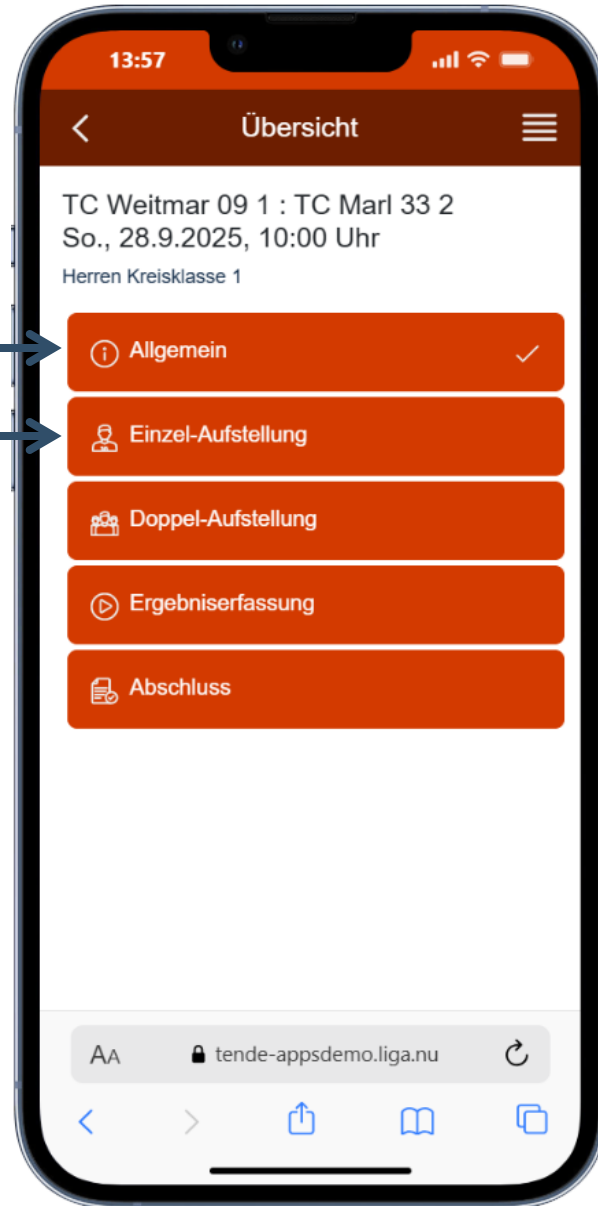 13:57
Übersicht
TC Weitmar 09 1 : TC Marl 33 2
So., 28.9.2025, 10:00 Uhr
Herren Kreisklasse 1
Allgemein
Einzel-Aufstellung
Doppel-Aufstellung
Ergebniserfassung
Abschluss
AA tende-appsdemo.liga.nu